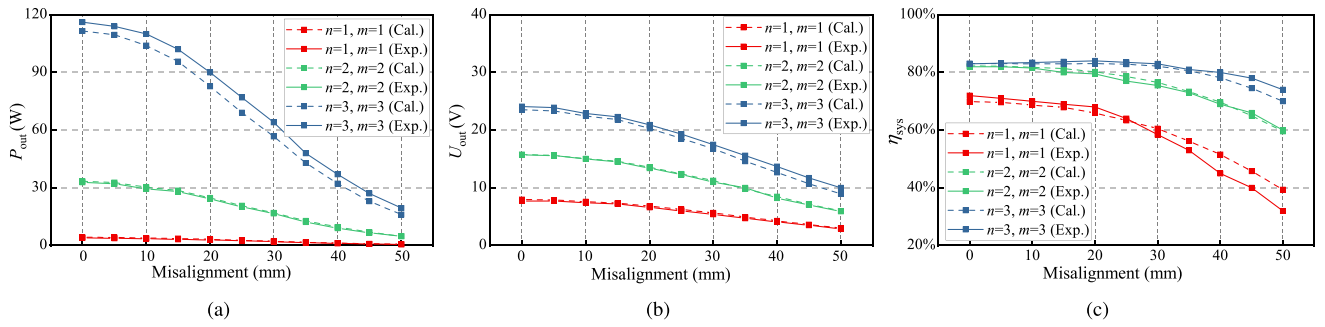 120
90
60
30
0
P_out (W)
n=1, m=1 (Cal.)
n=1, m=1 (Exp.)
n=2, m=2 (Cal.)
n=2, m=2 (Exp.)
n=3, m=3 (Cal.)
n=3, m=3 (Exp.)
0 10 20 30 40 50
Misalignment (mm)
(a)
40
30
20
10
0
U_out (V)
n=1, m=1 (Cal.)
n=1, m=1 (Exp.)
n=2, m=2 (Cal.)
n=2, m=2 (Exp.)
n=3, m=3 (Cal.)
n=3, m=3 (Exp.)
0 10 20 30 40 50
Misalignment (mm)
(b)
100%
80%
60%
40%
20%
η_sys
n=1, m=1 (Cal.)
n=1, m=1 (Exp.)
n=2, m=2 (Cal.)
n=2, m=2 (Exp.)
n=3, m=3 (Cal.)
n=3, m=3 (Exp.)
0 10 20 30 40 50
Misalignment (mm)
(c)